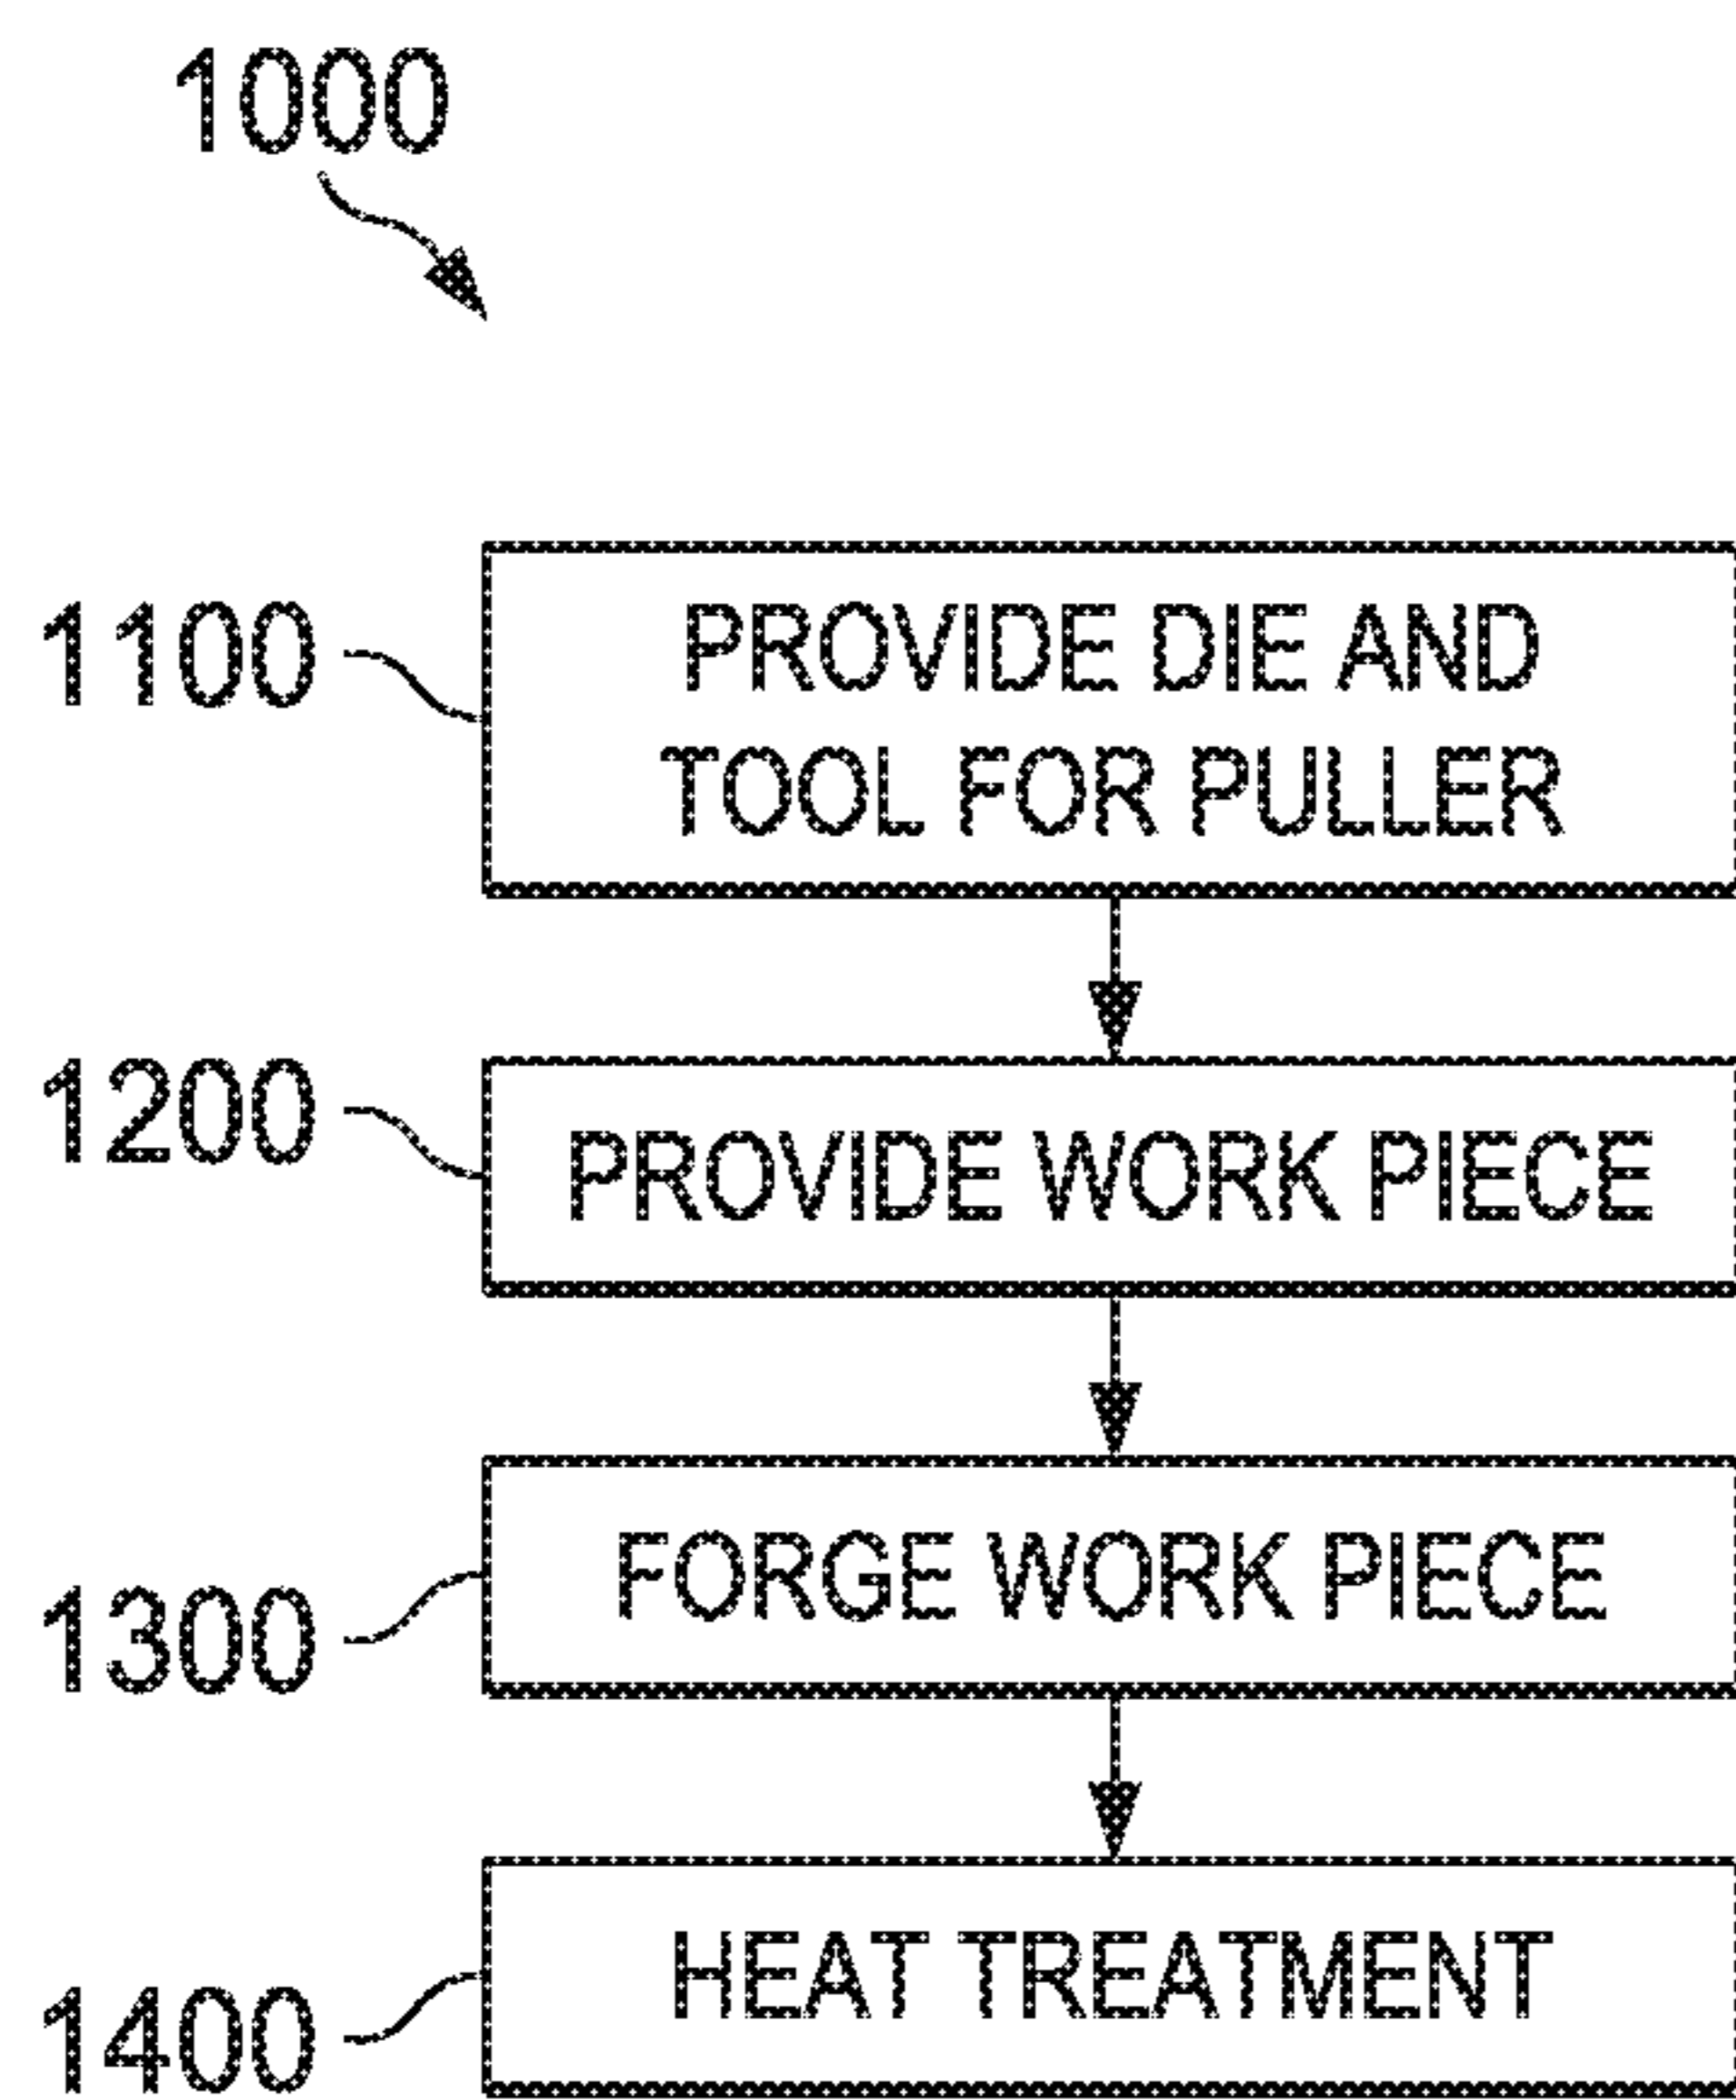 1000
1100
PROVIDE DIE AND
TOOL FOR PULLER
1200
PROVIDE WORK PIECE
1300
FORGE WORK PIECE
1400
HEAT TREATMENT